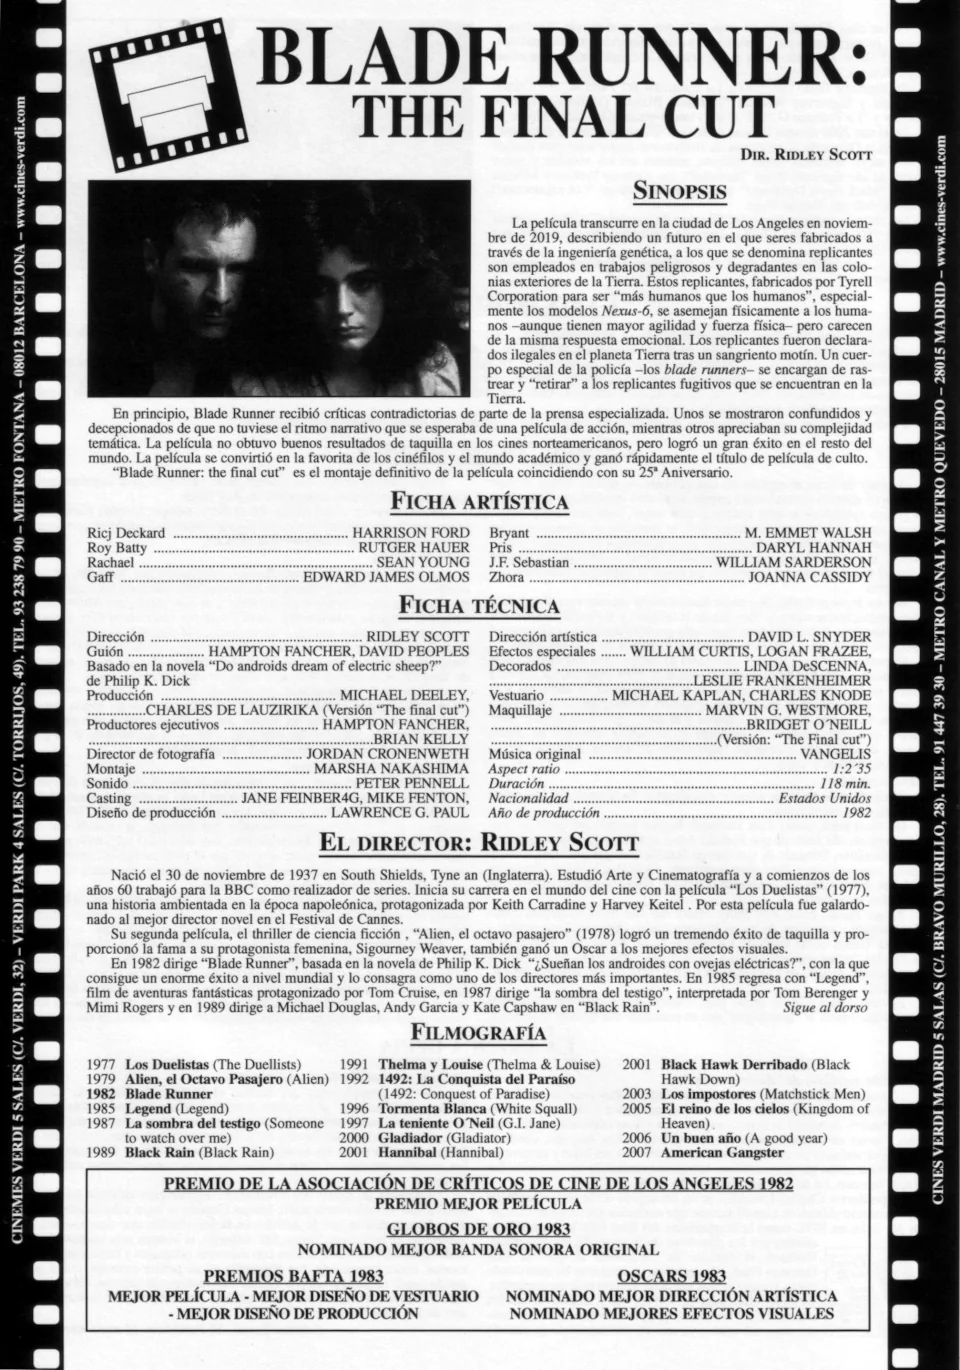 BLADE RUNNER:
THE FINAL CUT
DIR. RIDLEY SCOTT
SINOPSIS
La película transcurre en la ciudad de Los Angeles en noviem-
bre de 2019, describiendo un futuro en el que seres fabricados a
través de la ingeniería genética, a los que se denomina replicantes
son empleados en trabajos peligrosos y degradantes en las colo-
nias exteriores de la Tierra. Estos replicantes, fabricados por Tyrell
Corporation para ser “más humanos que los humanos”, especial-
mente los modelos Nexus-6, se asemejan físicamente a los huma-
nos –aunque tienen mayor agilidad y fuerza física– pero carecen
de la misma respuesta emocional. Los replicantes fueron declara-
dos ilegales en el planeta Tierra tras un sangriento motín. Un cuer-
po especial de la policía –los blade runners– se encargan de ras-
trear y “retirar” a los replicantes fugitivos que se encuentran en la
Tierra.
En principio, Blade Runner recibió críticas contradictorias de parte de la prensa especializada. Unos se mostraron confundidos y
decepcionados de que no tuviese el ritmo narrativo que se esperaba de una película de acción, mientras otros apreciaban su complejidad
temática. La película no obtuvo buenos resultados de taquilla en los cines norteamericanos, pero logró un gran éxito en el resto del
mundo. La película se convirtió en la favorita de los cinéfilos y el mundo académico y ganó rápidamente el título de película de culto.
“Blade Runner: the final cut” es el montaje definitivo de la película coincidiendo con su 25ª Aniversario.
FICHA ARTÍSTICA
Ricj Deckard ........ HARRISON FORD
Roy Batty ........ RUTGER HAUER
Rachael ........ SEAN YOUNG
Gaff ........ EDWARD JAMES OLMOS
Bryant ........ M. EMMET WALSH
Pris ........ DARYL HANNAH
J.F. Sebastian ........ WILLIAM SARDERSON
Zhora ........ JOANNA CASSIDY
FICHA TÉCNICA
Dirección ........ RIDLEY SCOTT
Guión ........ HAMPTON FANCHER, DAVID PEOPLES
Basado en la novela “Do androids dream of electric sheep?”
de Philip K. Dick
Producción ........ MICHAEL DEELEY,
........CHARLES DE LAUZIRIKA (Versión “The final cut”)
Productores ejecutivos ........ HAMPTON FANCHER,
........BRIAN KELLY
Director de fotografía ........ JORDAN CRONENWETH
Montaje ........ MARSHA NAKASHIMA
Sonido ........ PETER PENNELL
Casting ........ JANE FEINBER4G, MIKE FENTON,
Diseño de producción ........ LAWRENCE G. PAUL
Dirección artística ........ DAVID L. SNYDER
Efectos especiales ........ WILLIAM CURTIS, LOGAN FRAZEE,
Decorados ........ LINDA DeSCENNA,
........LESLIE FRANKENHEIMER
Vestuario ........ MICHAEL KAPLAN, CHARLES KNODE
Maquillaje ........ MARVIN G. WESTMORE,
........BRIDGET O´NEILL
........(Versión: “The Final cut”)
Música original ........ VANGELIS
Aspect ratio ........ 1:2´35
Duración ........ 118 min.
Nacionalidad ........ Estados Unidos
Año de producción ........ 1982
EL DIRECTOR: RIDLEY SCOTT
Nació el 30 de noviembre de 1937 en South Shields, Tyne an (Inglaterra). Estudió Arte y Cinematografía y a comienzos de los
años 60 trabajó para la BBC como realizador de series. Inicia su carrera en el mundo del cine con la película “Los Duelistas” (1977),
una historia ambientada en la época napoleónica, protagonizada por Keith Carradine y Harvey Keitel . Por esta película fue galardo-
nado al mejor director novel en el Festival de Cannes.
Su segunda película, el thriller de ciencia ficción , “Alien, el octavo pasajero” (1978) logró un tremendo éxito de taquilla y pro-
porcionó la fama a su protagonista femenina, Sigourney Weaver, también ganó un Oscar a los mejores efectos visuales.
En 1982 dirige “Blade Runner”, basada en la novela de Philip K. Dick “¿Sueñan los androides con ovejas eléctricas?”, con la que
consigue un enorme éxito a nivel mundial y lo consagra como uno de los directores más importantes. En 1985 regresa con “Legend”,
film de aventuras fantásticas protagonizado por Tom Cruise, en 1987 dirige “la sombra del testigo”, interpretada por Tom Berenger y
Mimi Rogers y en 1989 dirige a Michael Douglas, Andy Garcia y Kate Capshaw en “Black Rain”. Sigue al dorso
FILMOGRAFÍA
1977 Los Duelistas (The Duellists)
1979 Alien, el Octavo Pasajero (Alien)
1982 Blade Runner
1985 Legend (Legend)
1987 La sombra del testigo (Someone
to watch over me)
1989 Black Rain (Black Rain)
1991 Thelma y Louise (Thelma & Louise)
1992 1492: La Conquista del Paraíso
(1492: Conquest of Paradise)
1996 Tormenta Blanca (White Squall)
1997 La teniente O´Neil (G.I. Jane)
2000 Gladiador (Gladiator)
2001 Hannibal (Hannibal)
2001 Black Hawk Derribado (Black
Hawk Down)
2003 Los impostores (Matchstick Men)
2005 El reino de los cielos (Kingdom of
Heaven)
2006 Un buen año (A good year)
2007 American Gangster
PREMIO DE LA ASOCIACIÓN DE CRÍTICOS DE CINE DE LOS ANGELES 1982
PREMIO MEJOR PELÍCULA
GLOBOS DE ORO 1983
NOMINADO MEJOR BANDA SONORA ORIGINAL
PREMIOS BAFTA 1983
MEJOR PELÍCULA - MEJOR DISEÑO DE VESTUARIO
- MEJOR DISEÑO DE PRODUCCIÓN
OSCARS 1983
NOMINADO MEJOR DIRECCIÓN ARTÍSTICA
NOMINADO MEJORES EFECTOS VISUALES
CINEMES VERDI 5 SALES (C/. VERDI, 32) – VERDI PARK 4 SALES (C/. TORRIJOS, 49). TEL. 93 238 79 90 – METRO FONTANA – 08012 BARCELONA – www.cines-verdi.com
CINES VERDI MADRID 5 SALAS (C/. BRAVO MURILLO, 28). TEL. 91 447 39 30 – METRO CANAL Y METRO QUEVEDO – 28015 MADRID – www.cines-verdi.com